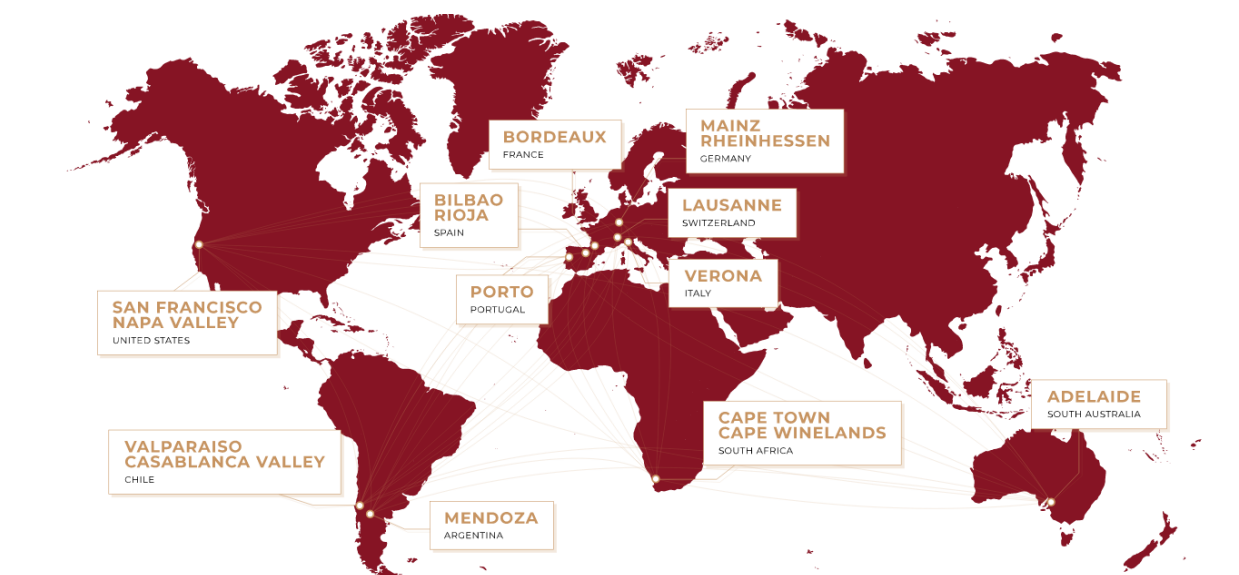 BORDEAUX
FRANCE
MAINZ
RHEINHESSEN
GERMANY
BILBAO
RIOJA
SPAIN
LAUSANNE
SWITZERLAND
VERONA
ITALY
PORTO
PORTUGAL
SAN FRANCISCO
NAPA VALLEY
UNITED STATES
ADELAIDE
SOUTH AUSTRALIA
CAPE TOWN
CAPE WINELANDS
SOUTH AFRICA
VALPARAISO
CASABLANCA VALLEY
CHILE
MENDOZA
ARGENTINA